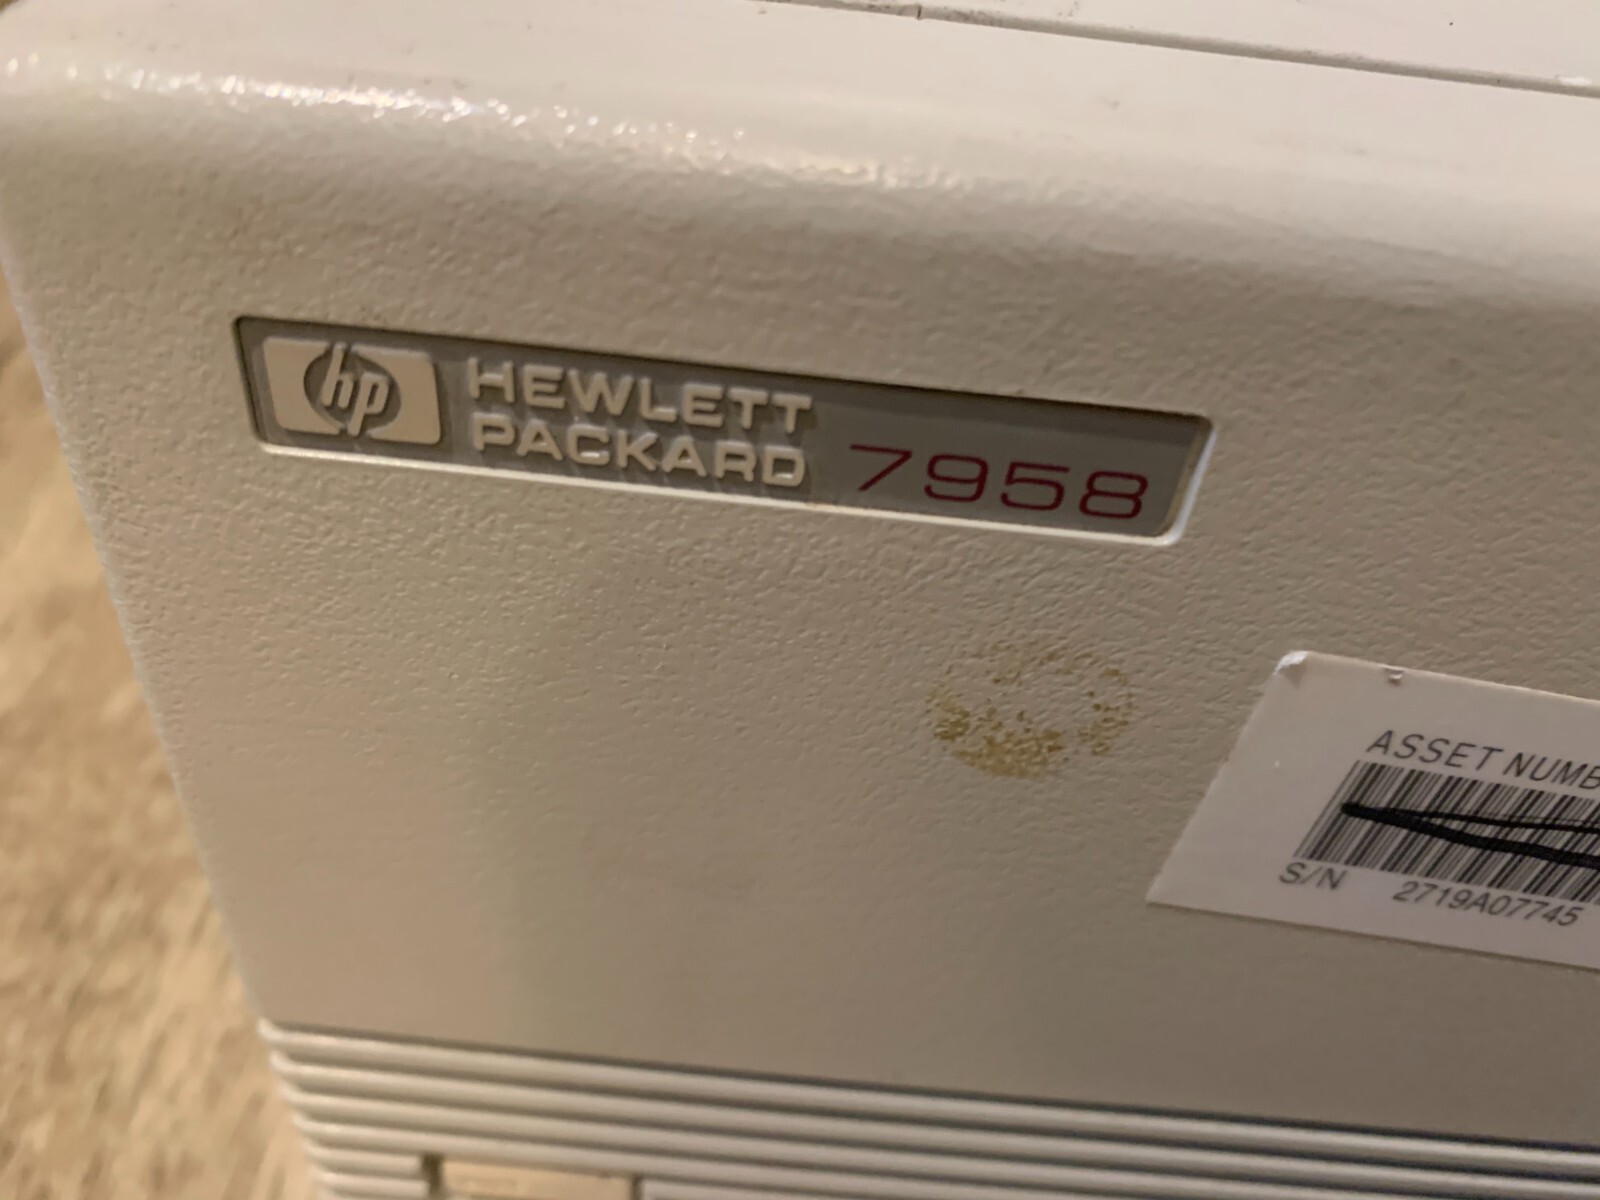 hp
HEWLETT
PACKARD 7958
ASSET NUMB
S/N 2719A07745